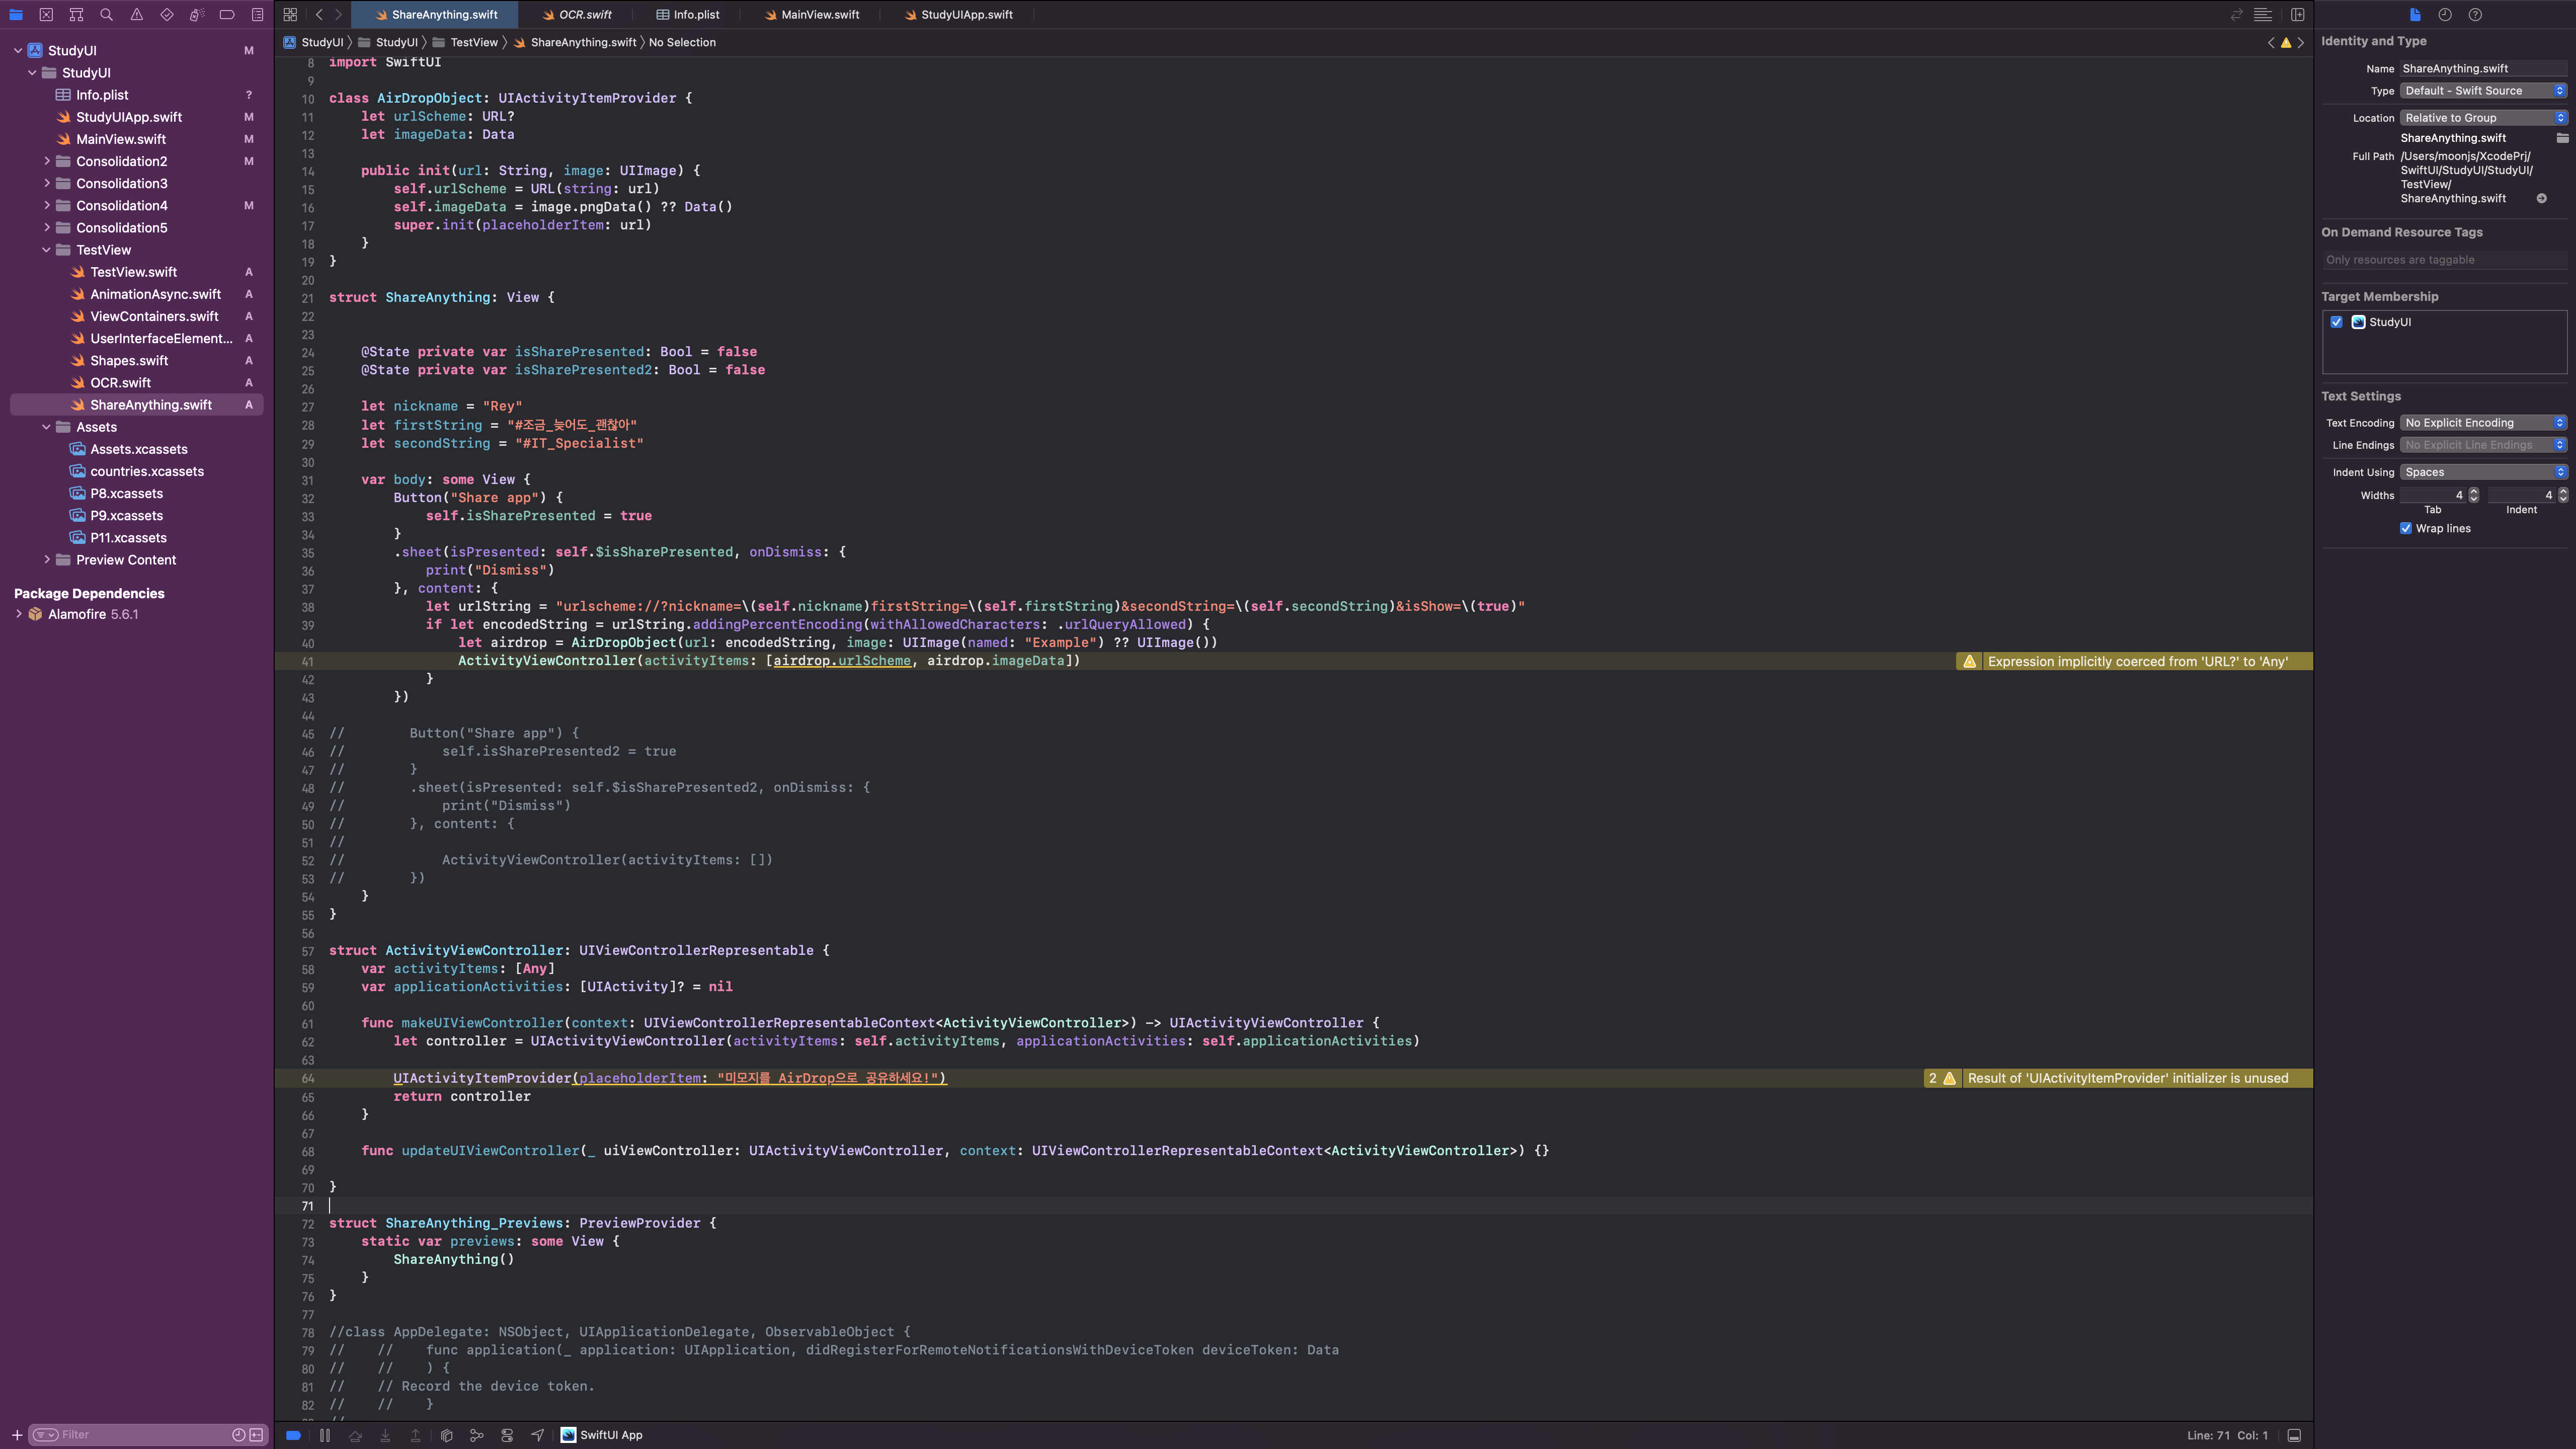 ShareAnything.swift
OCR.swift
Info.plist
MainView.swift
StudyUIApp.swift
StudyUI M
StudyUI
Info.plist ?
StudyUIApp.swift M
MainView.swift M
Consolidation2 M
Consolidation3
Consolidation4 M
Consolidation5
TestView
TestView.swift A
AnimationAsync.swift A
ViewContainers.swift A
UserInterfaceElement... A
Shapes.swift A
OCR.swift A
ShareAnything.swift A
Assets
Assets.xcassets
countries.xcassets
P8.xcassets
P9.xcassets
P11.xcassets
Preview Content
Package Dependencies
Alamofire 5.6.1
Filter
StudyUI 〉 StudyUI 〉 TestView 〉 ShareAnything.swift 〉 No Selection
8 import SwiftUI
9
10 class AirDropObject: UIActivityItemProvider {
11     let urlScheme: URL?
12     let imageData: Data
13
14     public init(url: String, image: UIImage) {
15         self.urlScheme = URL(string: url)
16         self.imageData = image.pngData() ?? Data()
17         super.init(placeholderItem: url)
18     }
19 }
20
21 struct ShareAnything: View {
22
23
24     @State private var isSharePresented: Bool = false
25     @State private var isSharePresented2: Bool = false
26
27     let nickname = "Rey"
28     let firstString = "#조금_늦어도_괜찮아"
29     let secondString = "#IT_Specialist"
30
31     var body: some View {
32         Button("Share app") {
33             self.isSharePresented = true
34         }
35         .sheet(isPresented: self.$isSharePresented, onDismiss: {
36             print("Dismiss")
37         }, content: {
38             let urlString = "urlscheme://?nickname=\(self.nickname)firstString=\(self.firstString)&secondString=\(self.secondString)&isShow=\(true)"
39             if let encodedString = urlString.addingPercentEncoding(withAllowedCharacters: .urlQueryAllowed) {
40                 let airdrop = AirDropObject(url: encodedString, image: UIImage(named: "Example") ?? UIImage())
41                 ActivityViewController(activityItems: [airdrop.urlScheme, airdrop.imageData]) Expression implicitly coerced from 'URL?' to 'Any'
42             }
43         })
44
45 //        Button("Share app") {
46 //            self.isSharePresented2 = true
47 //        }
48 //        .sheet(isPresented: self.$isSharePresented2, onDismiss: {
49 //            print("Dismiss")
50 //        }, content: {
51 //
52 //            ActivityViewController(activityItems: [])
53 //        })
54     }
55 }
56
57 struct ActivityViewController: UIViewControllerRepresentable {
58     var activityItems: [Any]
59     var applicationActivities: [UIActivity]? = nil
60
61     func makeUIViewController(context: UIViewControllerRepresentableContext<ActivityViewController>) -> UIActivityViewController {
62         let controller = UIActivityViewController(activityItems: self.activityItems, applicationActivities: self.applicationActivities)
63
64         UIActivityItemProvider(placeholderItem: "미모지를 AirDrop으로 공유하세요!") 2 Result of 'UIActivityItemProvider' initializer is unused
65         return controller
66     }
67
68     func updateUIViewController(_ uiViewController: UIActivityViewController, context: UIViewControllerRepresentableContext<ActivityViewController>) {}
69
70 }
71
72 struct ShareAnything_Previews: PreviewProvider {
73     static var previews: some View {
74         ShareAnything()
75     }
76 }
77
78 //class AppDelegate: NSObject, UIApplicationDelegate, ObservableObject {
79 //    //    func application(_ application: UIApplication, didRegisterForRemoteNotificationsWithDeviceToken deviceToken: Data
80 //    //    ) {
81 //    // Record the device token.
82 //    //    }
SwiftUI App
Line: 71 Col: 1
Identity and Type
Name ShareAnything.swift
Type Default - Swift Source
Location Relative to Group
ShareAnything.swift
Full Path /Users/moonjs/XcodePrj/
SwiftUI/StudyUI/StudyUI/
TestView/
ShareAnything.swift
On Demand Resource Tags
Only resources are taggable
Target Membership
StudyUI
Text Settings
Text Encoding No Explicit Encoding
Line Endings No Explicit Line Endings
Indent Using Spaces
Widths 4 4
Tab Indent
Wrap lines